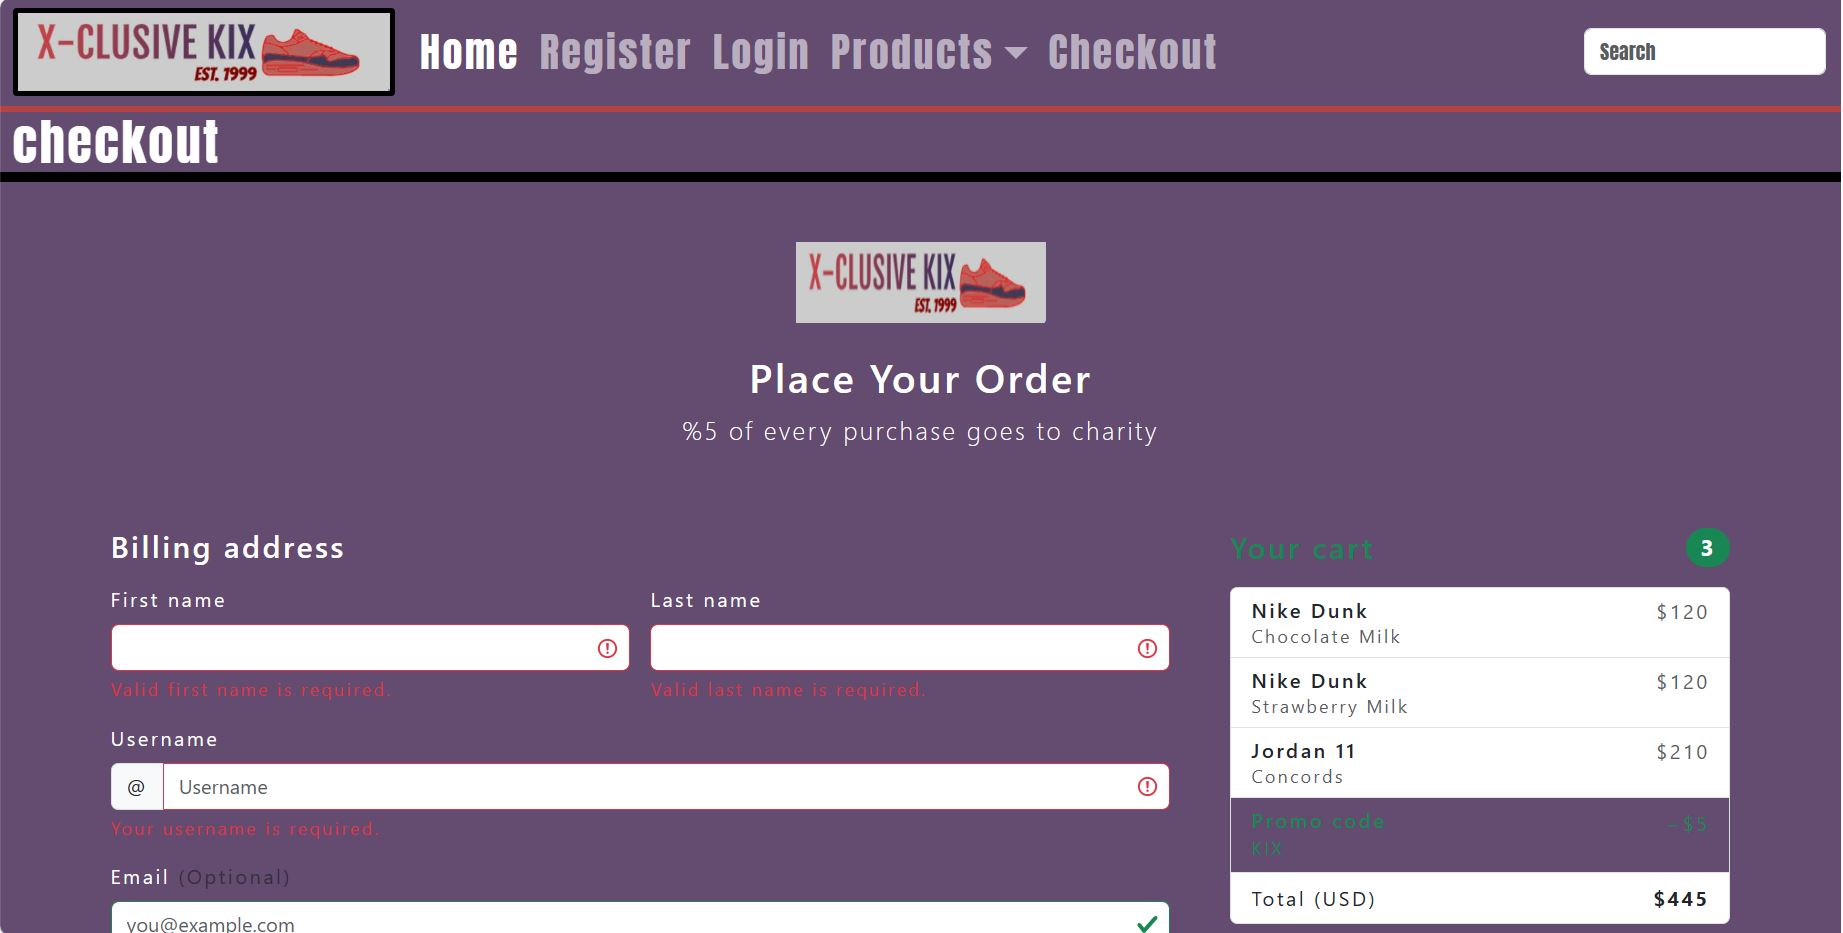 X-CLUSIVE KIX
EST. 1999
Home Register Login Products Checkout
Search
checkout
X-CLUSIVE KIX
EST. 1999
Place Your Order
%5 of every purchase goes to charity
Billing address
First name
Last name
Valid first name is required.
Valid last name is required.
Username
@ Username
Your username is required.
Email (Optional)
you@example.com
Your cart 3
Nike Dunk $120
Chocolate Milk
Nike Dunk $120
Strawberry Milk
Jordan 11 $210
Concords
Promo code −$5
KIX
Total (USD) $445